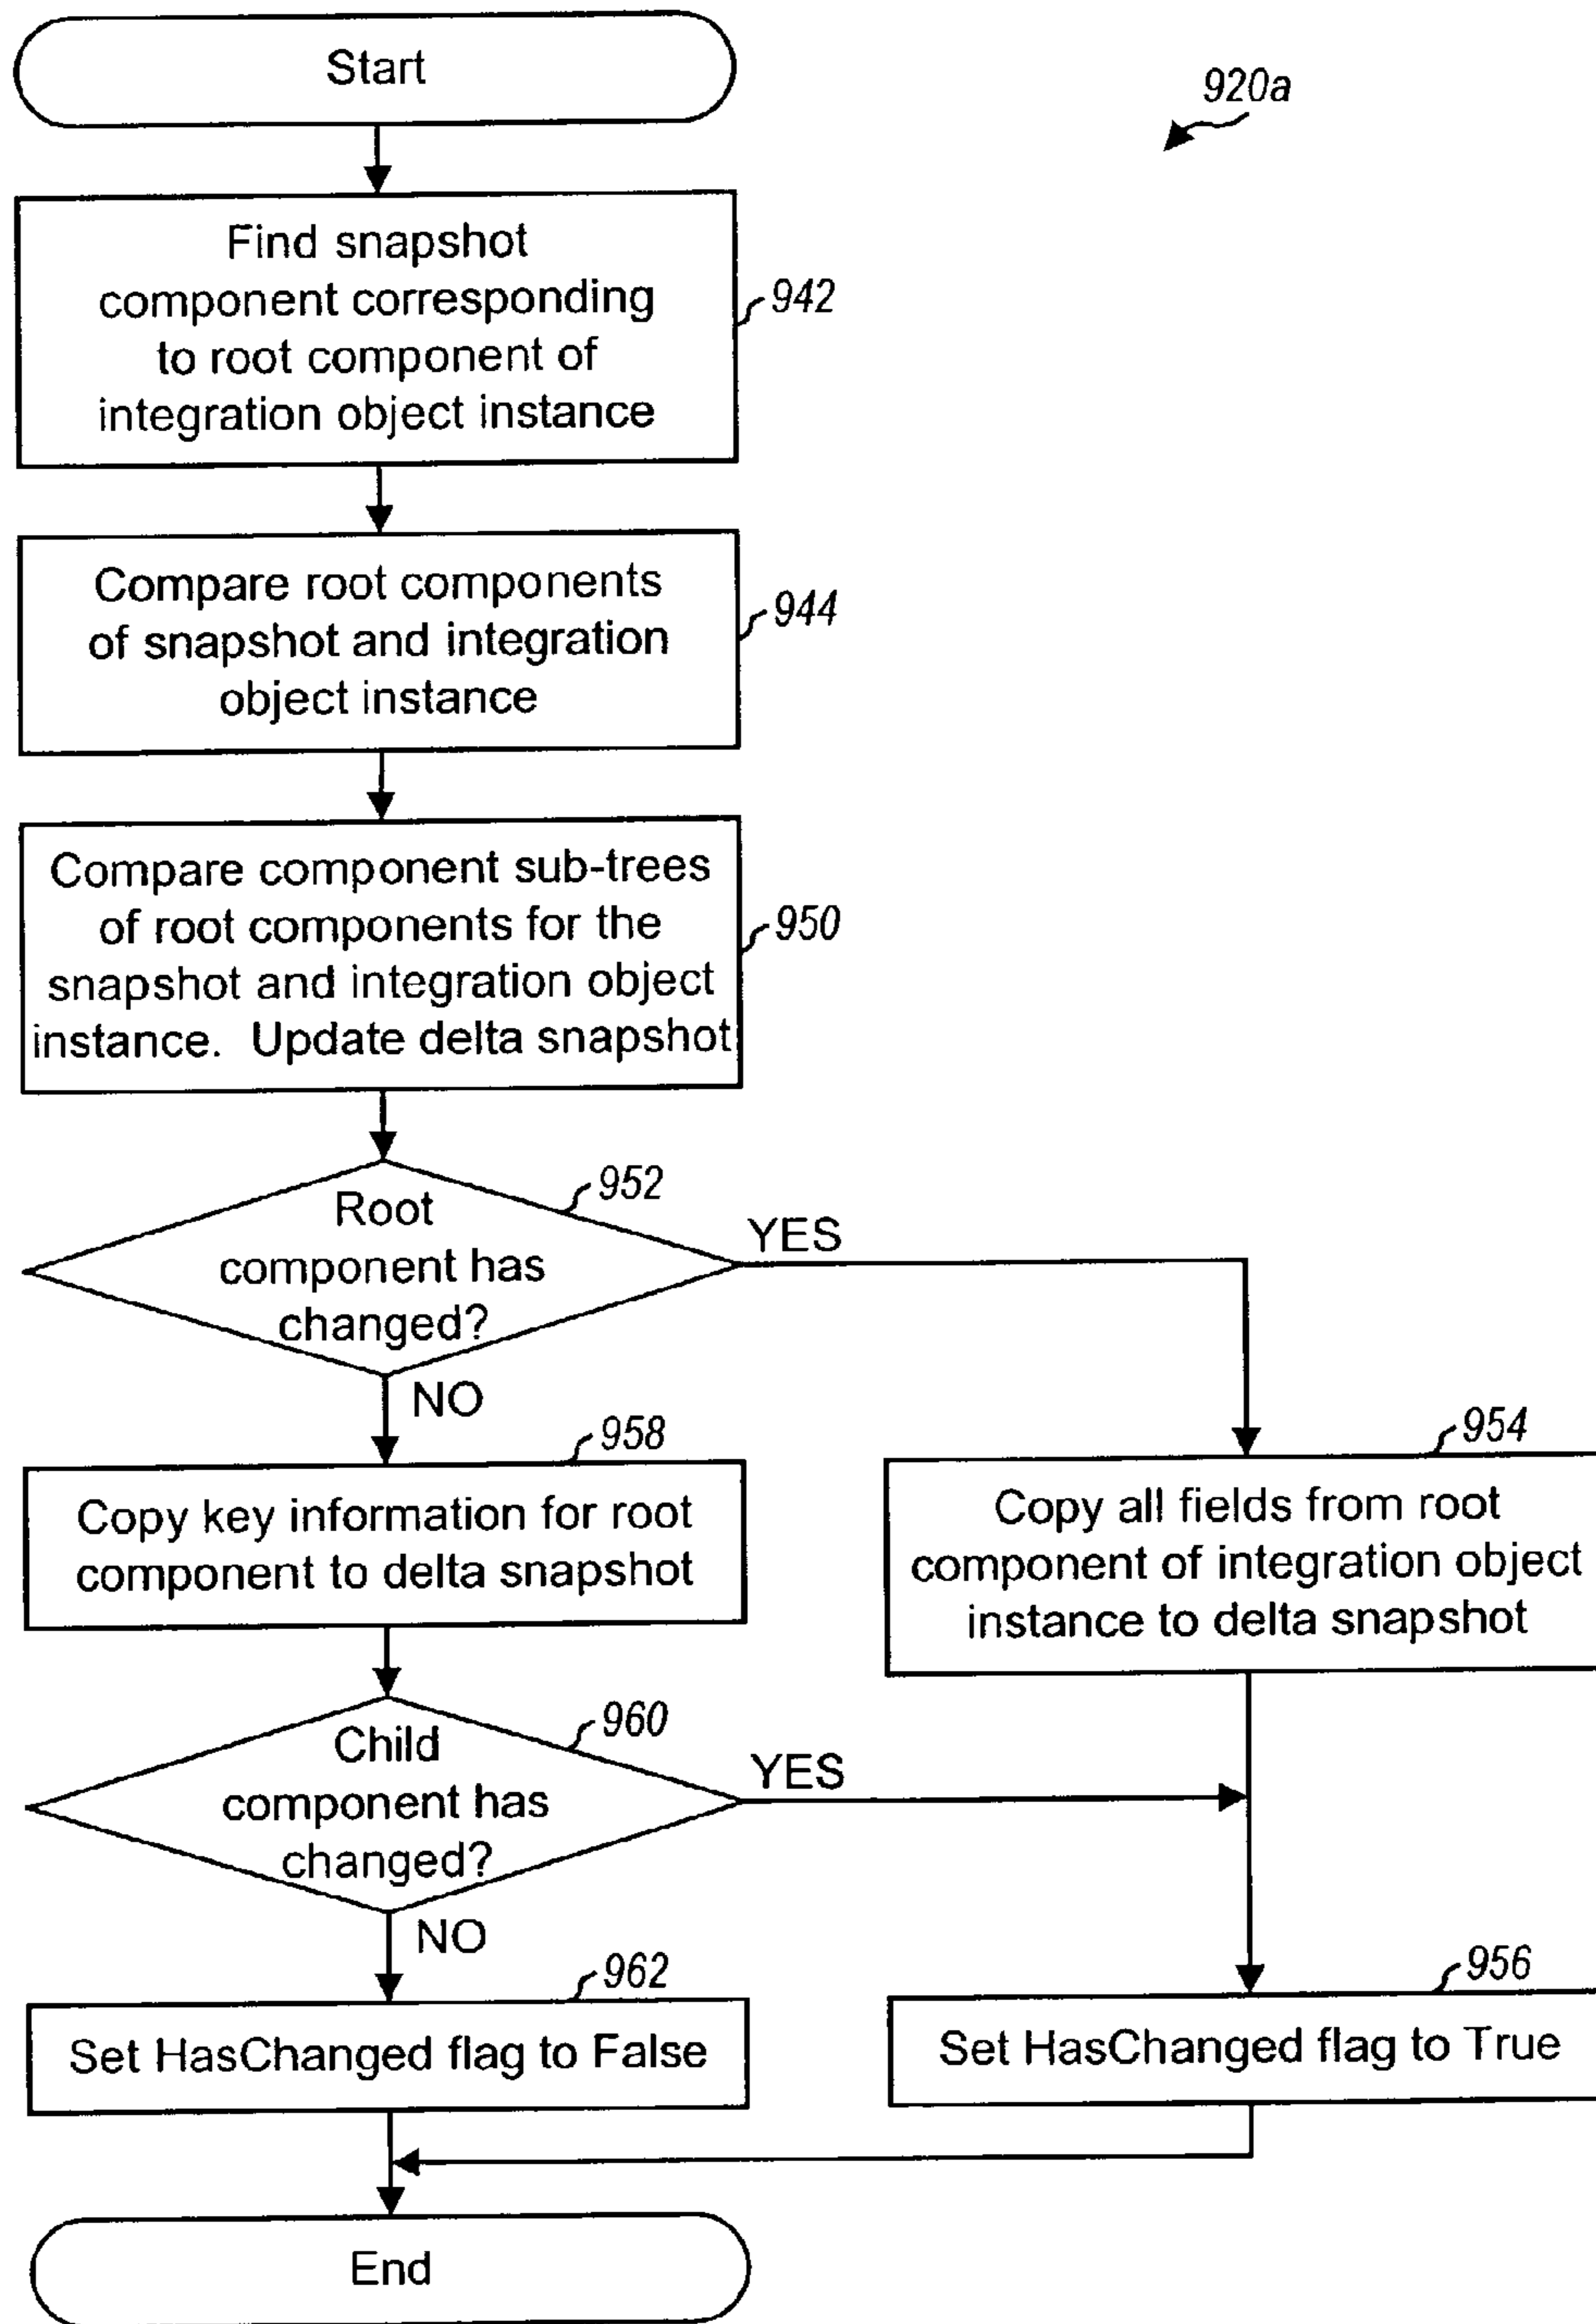 Start
920a
Find snapshot
component corresponding
to root component of
integration object instance
942
Compare root components
of snapshot and integration
object instance
944
Compare component sub-trees
of root components for the
snapshot and integration object
instance. Update delta snapshot
950
Root
component has
changed?
952
YES
NO
958
Copy key information for root
component to delta snapshot
954
Copy all fields from root
component of integration object
instance to delta snapshot
Child
component has
changed?
960
YES
NO
962
Set HasChanged flag to False
956
Set HasChanged flag to True
End